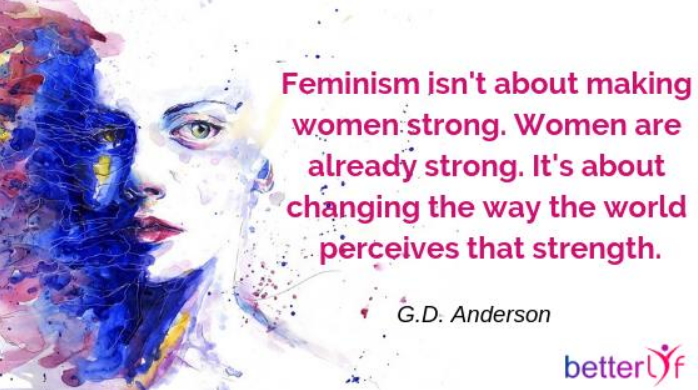 Feminism isn't about making
women strong. Women are
already strong. It's about
changing the way the world
perceives that strength.
G.D. Anderson
betterlyf